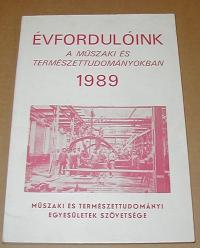 ÉVFORDULÓINK
A MŰSZAKI ÉS
TERMÉSZETTUDOMÁNYOKBAN
1989
MŰSZAKI ÉS TERMÉSZETTUDOMÁNYI
EGYESÜLETEK SZÖVETSÉGE